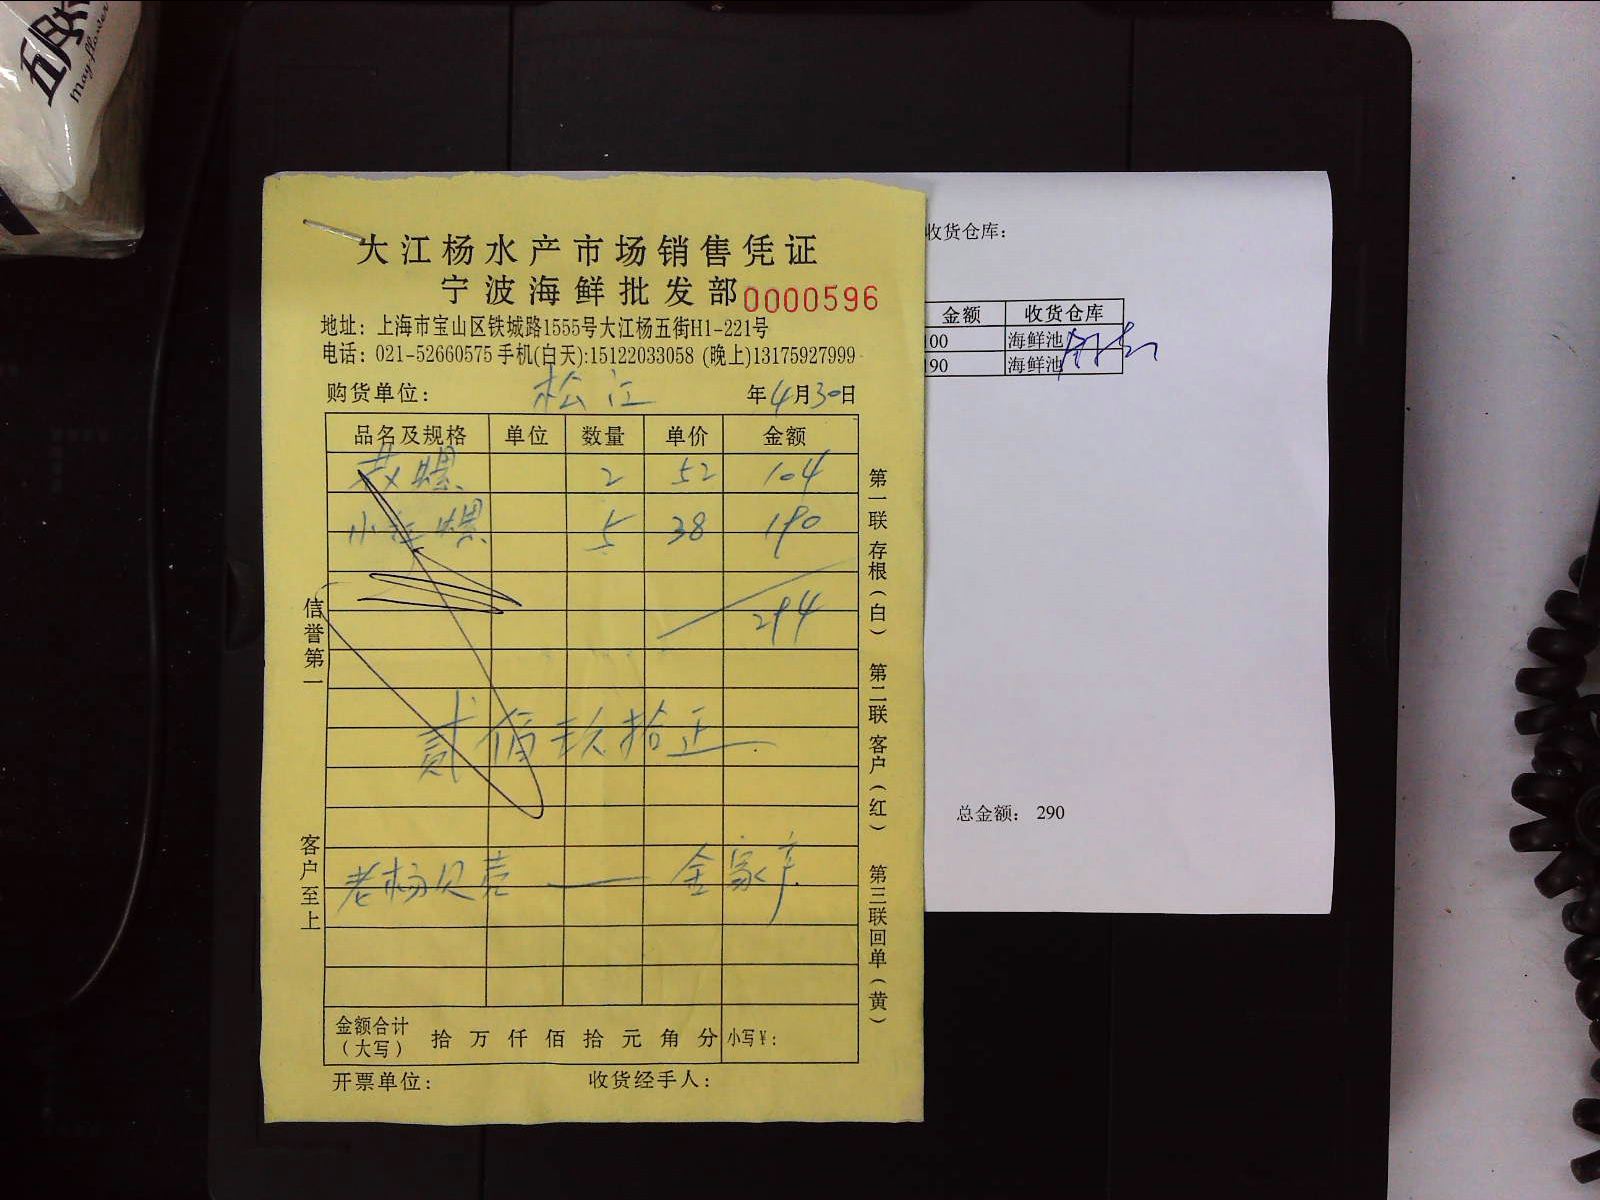 May-flower
大江杨水产市场销售凭证
宁波海鲜批发部 0000596
地址：上海市宝山区铁城路1555号大江杨五街H1-221号
电话：021-52660575 手机(白天):15122033058 (晚上)13175927999
购货单位： 松江 年4月30日
品名及规格 单位 数量 单价 金额
螺 2 52 104
小红螺 5 38 190
294
贰佰玖拾正
老杨贝壳 — 金家
金额合计（大写） 拾 万 仟 佰 拾 元 角 分 小写¥：
开票单位： 收货经手人：
信誉第一
客户至上
第一联 存根（白） 第二联 客户（红） 第三联 回单（黄）
收货仓库：
金额 收货仓库
100 海鲜池
190 海鲜池
总金额： 290